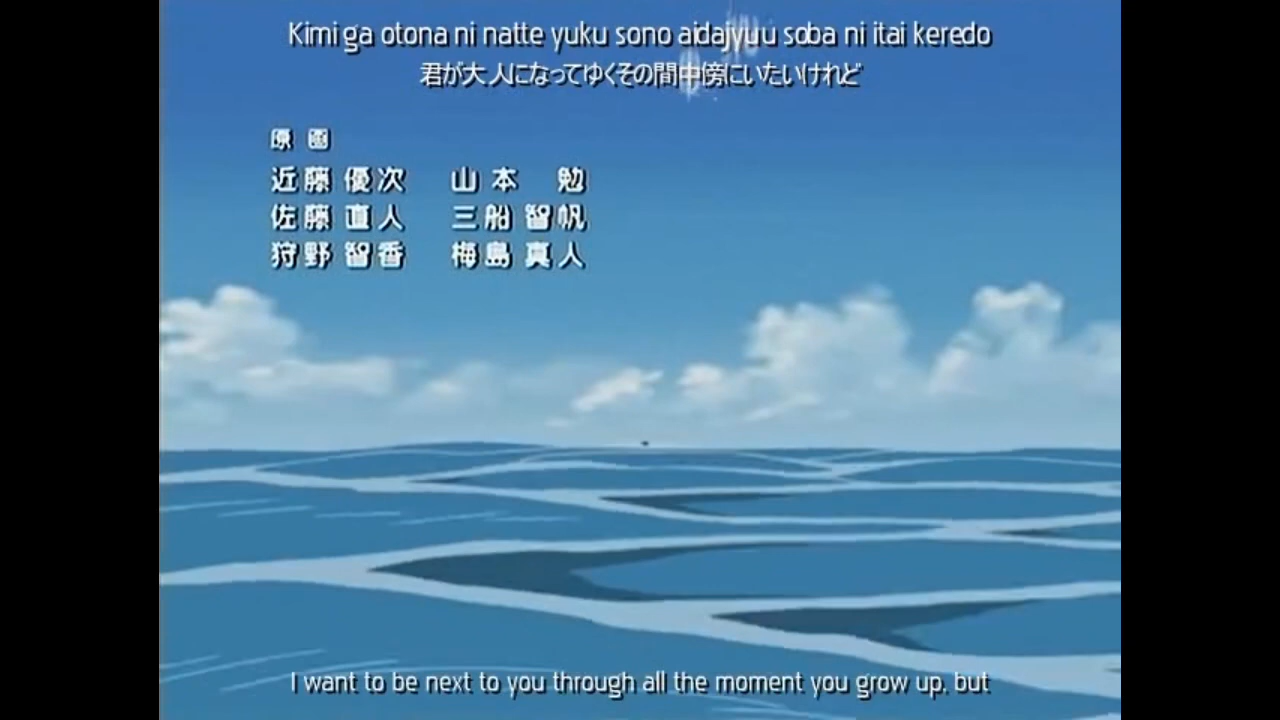 Kimi ga otona ni natte yuku sono aidajyuu soba ni itai keredo
君が大人になってゆくその間中傍にいたいけれど
原画
近藤 優次 山本 勉
佐藤 直人 三船 智帆
狩野 智香 梅島 真人
I want to be next to you through all the moment you grow up, but